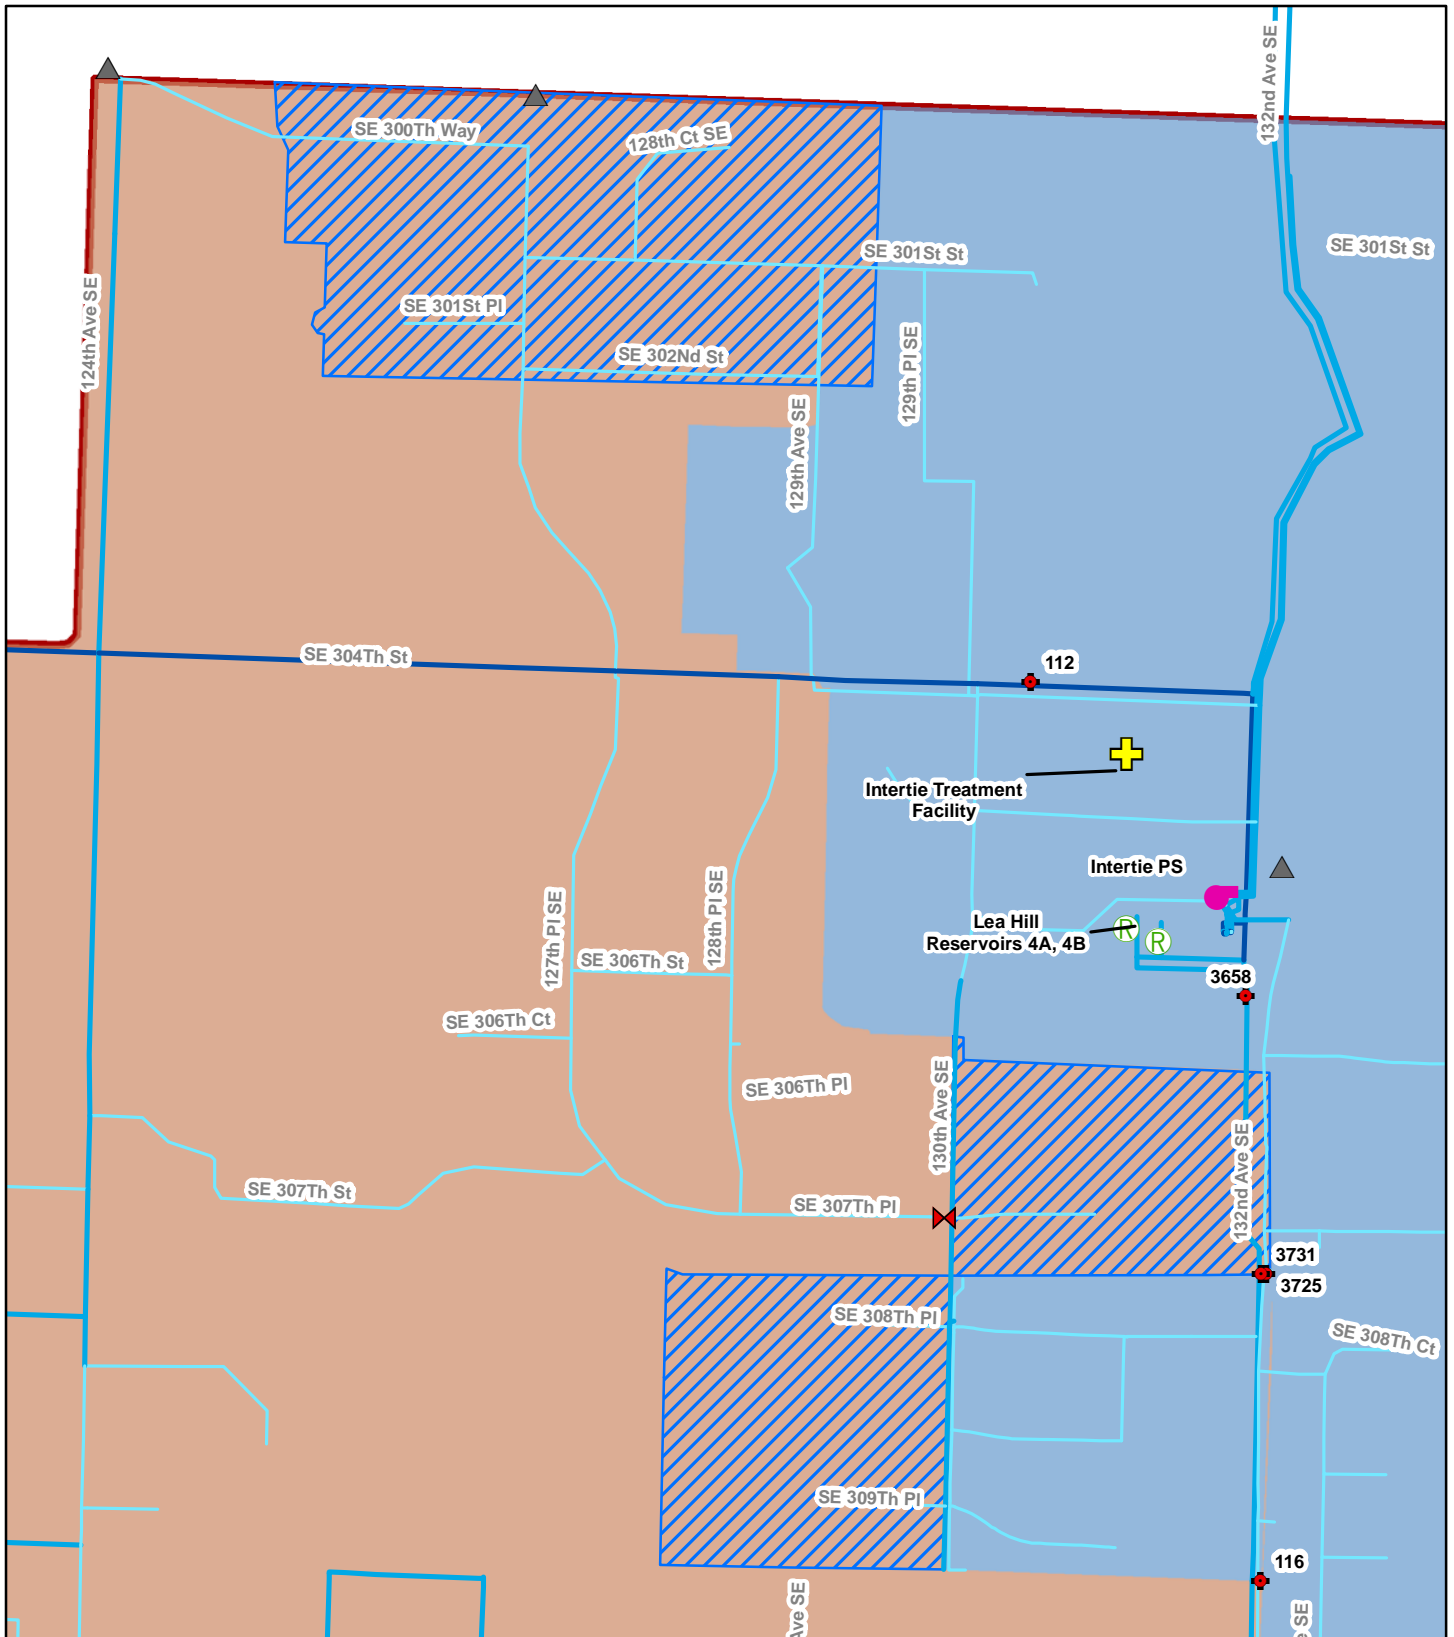 132nd Ave SE
SE 300Th Way
128th Ct SE
SE 301St St
SE 301St St
124th Ave SE
SE 301St Pl
SE 302Nd St
129th Pl SE
129th Ave SE
SE 304Th St
112
Intertie Treatment
Facility
Intertie PS
127th Pl SE
128th Pl SE
Lea Hill
Reservoirs 4A, 4B
R
R
SE 306Th St
3658
SE 306Th Ct
SE 306Th Pl
130th Ave SE
132nd Ave SE
SE 307Th St
SE 307Th Pl
3731
3725
SE 308Th Pl
SE 308Th Ct
SE 309Th Pl
116
Ave SE
e SE